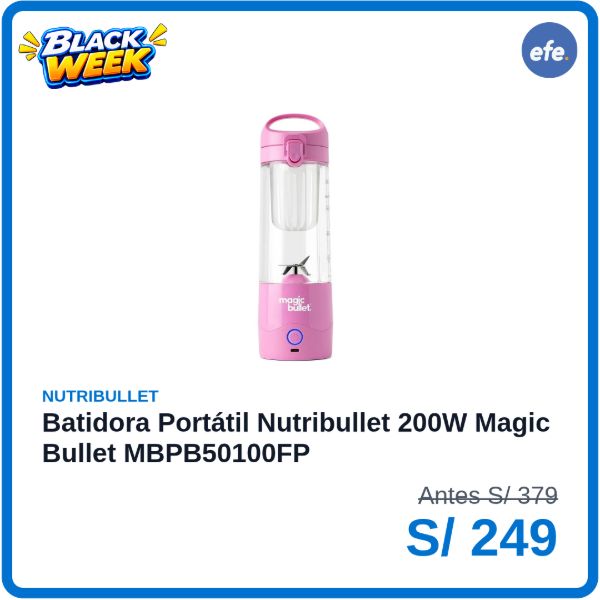 BLACK
WEEK
efe.
magic
bullet
NUTRIBULLET
Batidora Portátil Nutribullet 200W Magic
Bullet MBPB50100FP
Antes S/ 379
S/ 249